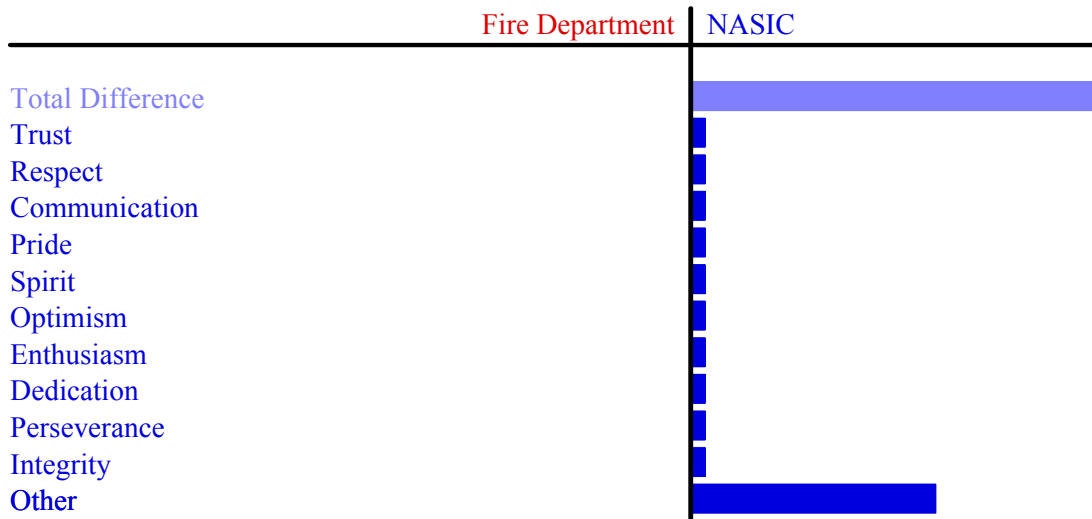 Fire Department NASIC
Total Difference
Trust
Respect
Communication
Pride
Spirit
Optimism
Enthusiasm
Dedication
Perseverance
Integrity
Other